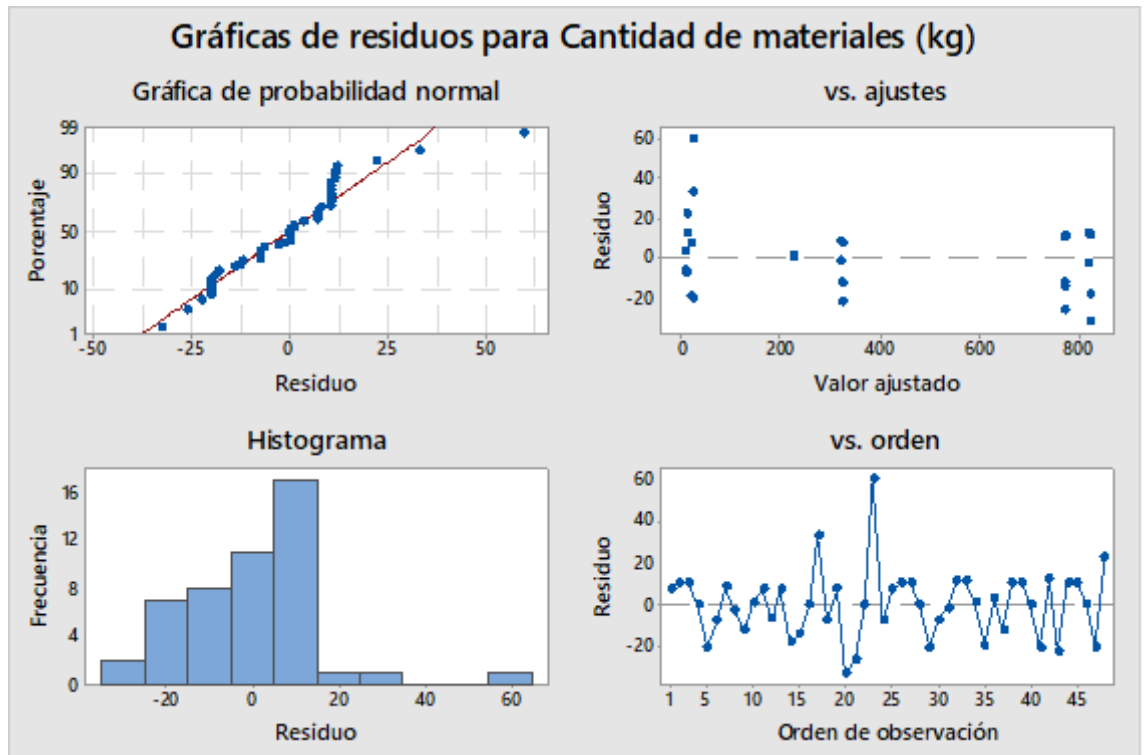 Gráficas de residuos para Cantidad de materiales (kg)
Gráfica de probabilidad normal
99
90
50
10
1
Porcentaje
-50 -25 0 25 50
Residuo
vs. ajustes
60
40
20
0
-20
Residuo
0 200 400 600 800
Valor ajustado
Histograma
16
12
8
4
0
Frecuencia
-20 0 20 40 60
Residuo
vs. orden
60
40
20
0
-20
Residuo
1 5 10 15 20 25 30 35 40 45
Orden de observación